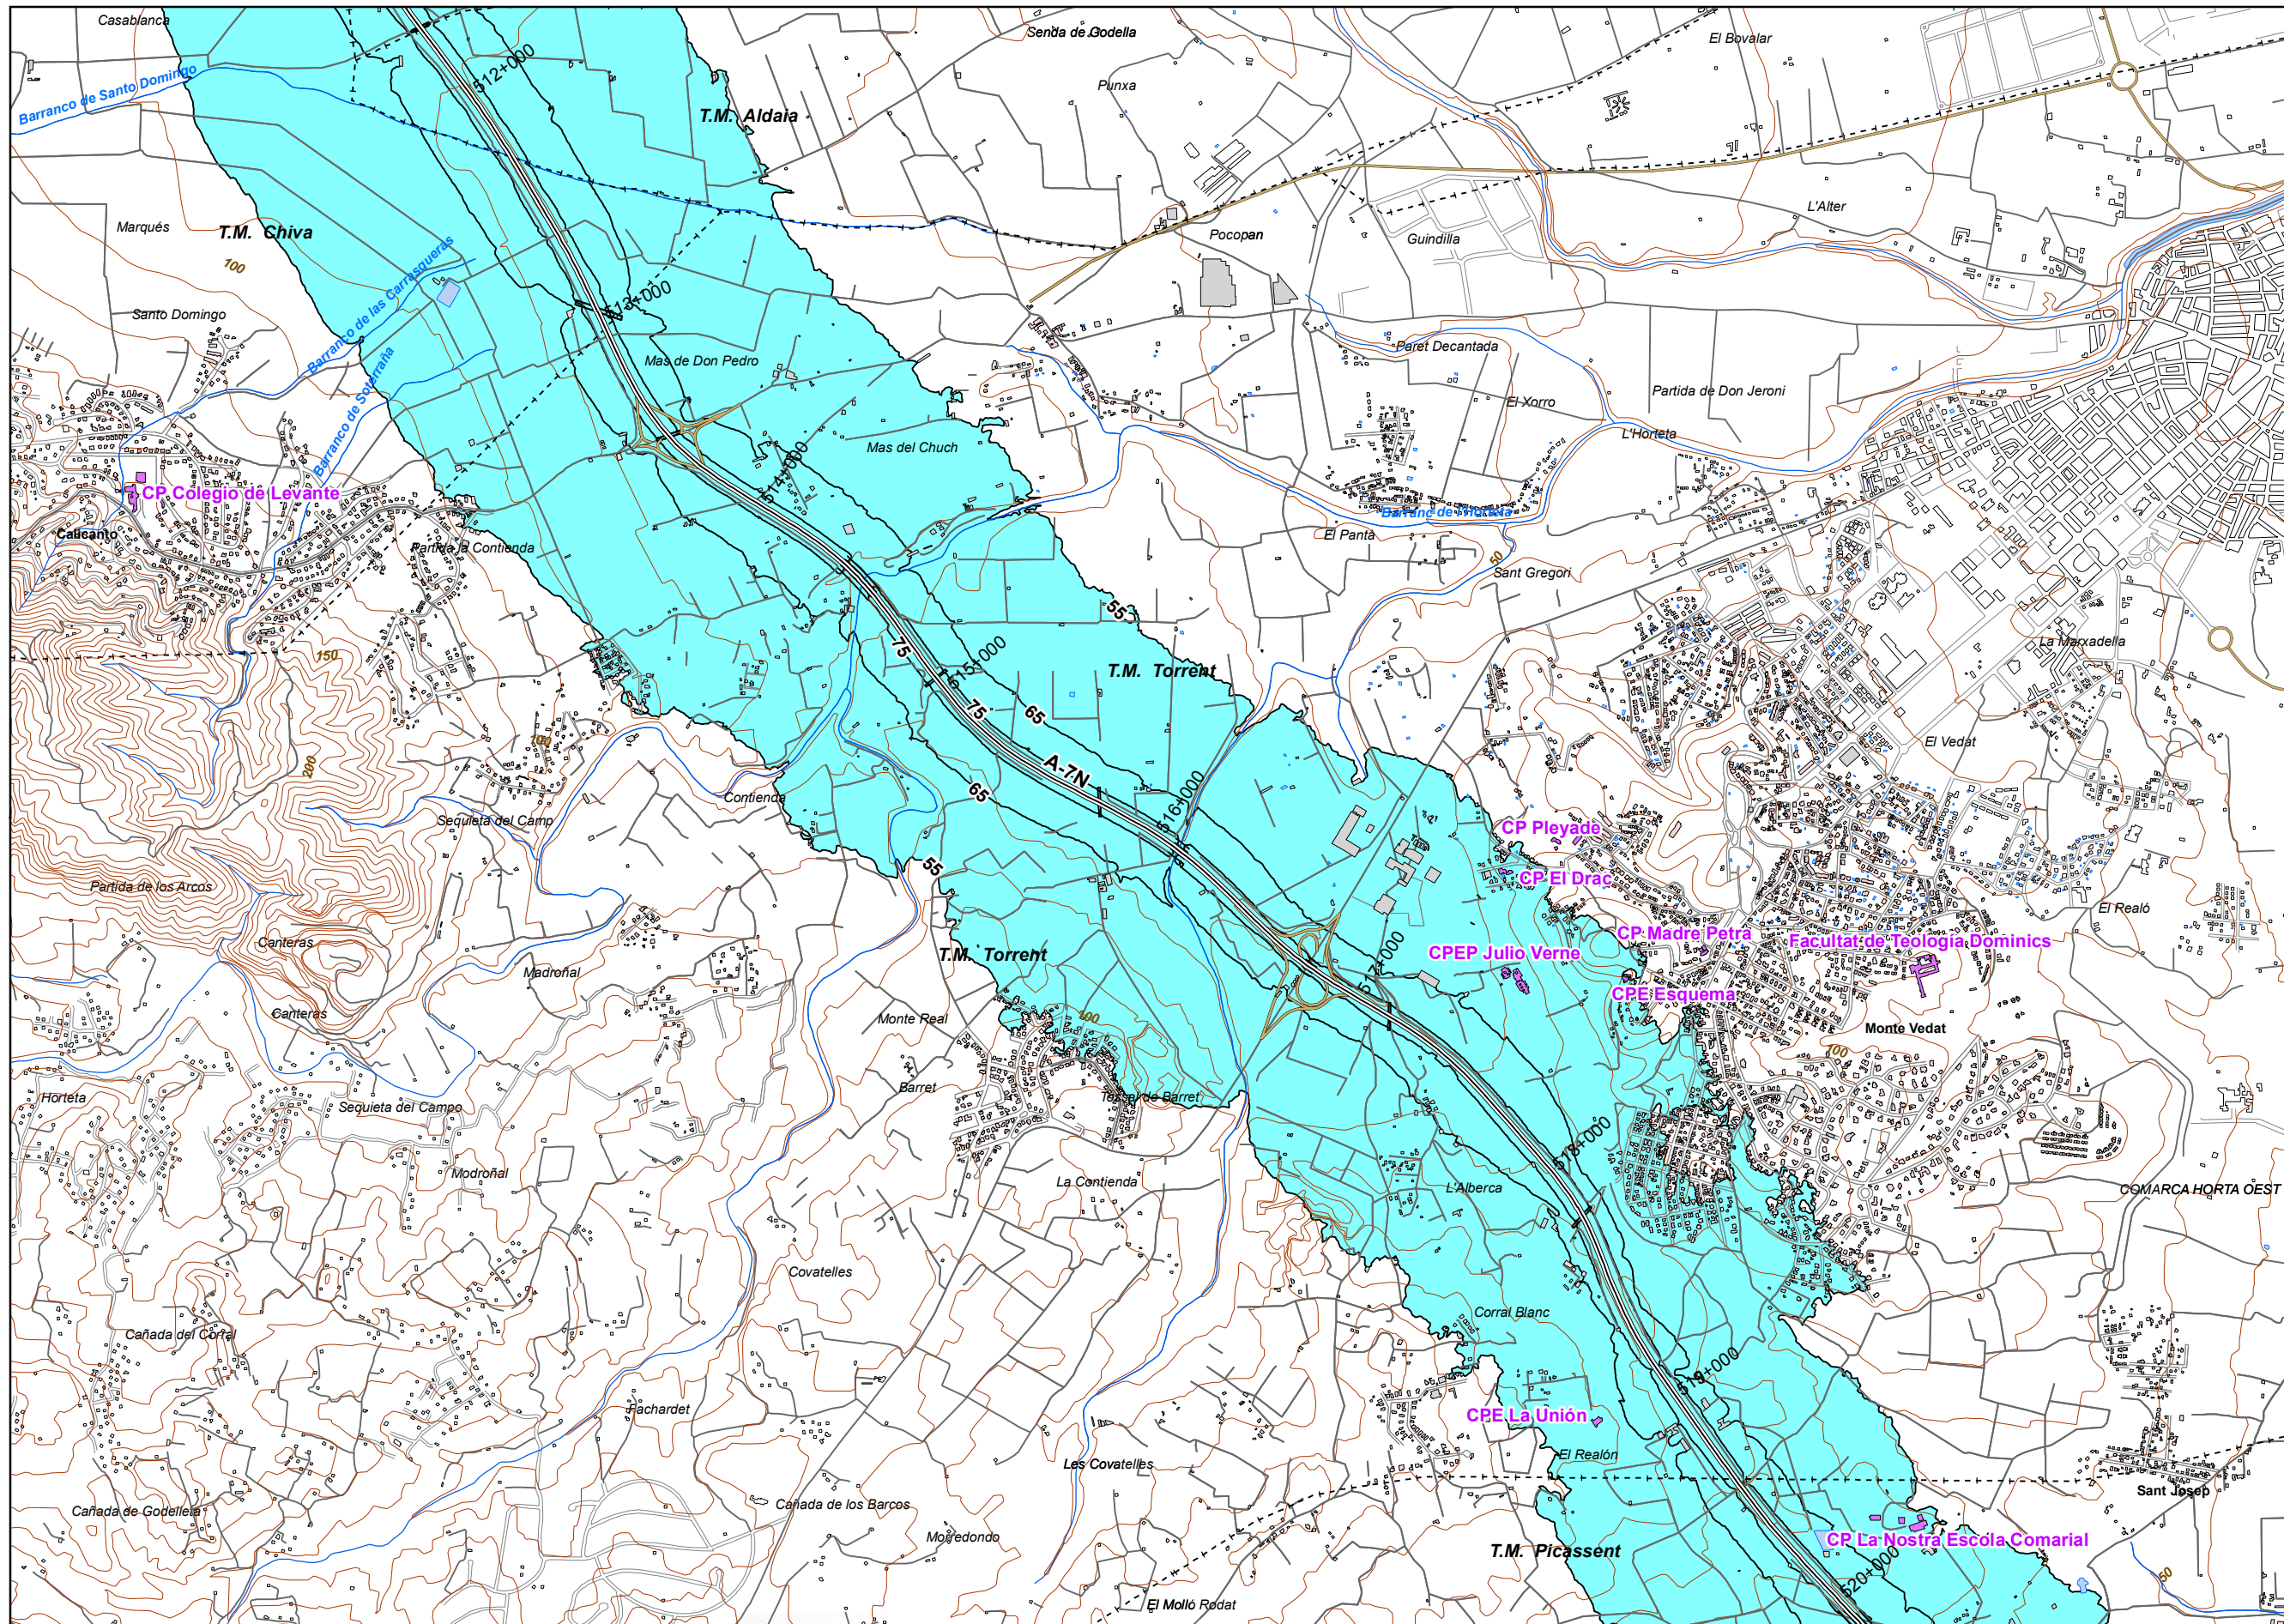 Casablanca
Senda de Godella
El Bovalar
512+000
Barranco de Santo Domingo
Punxa
T.M. Aldaia
L'Alter
Marqués
T.M. Chiva
Pocopan
Guindilla
100
Barranco de las Carrasqueras
513+000
Santo Domingo
Barranco de Soterraña
Mas de Don Pedro
Paret Decantada
Partida de Don Jeroni
El Xorro
L'Horteta
Mas del Chuch
514+000
CP Colegio de Levante
Barranc de l'Horteta
Calicanto
El Pantà
Partida la Contienda
50
Sant Gregori
55
La Marxadella
75
150
515+000
T.M. Torrent
75
65
100
El Vedat
200
A-7N
65
Contienda
516+000
Sequieta del Camp
CP Pleyade
55
CP El Drac
Partida de los Arcos
El Realó
CP Madre Petra
Facultat de Teología Dominics
Canteras
T.M. Torrent
517+000
CPEP Julio Verne
Madroñal
CPE Esquema
Canteras
Monte Real
100
Monte Vedat
100
Barret
Horteta
Tossal de Barret
Sequieta del Campo
518+000
Modroñal
La Contienda
L'Alberca
COMARCA HORTA OEST
Covatelles
Corral Blanc
Cañada del Corral
519+000
Fachardet
CPE La Unión
El Realón
Les Covatelles
Sant Josep
Cañada de Godelleta
Cañada de los Barcos
Morredondo
CP La Nostra Escola Comarial
T.M. Picassent
520+000
50
El Molló Rodat